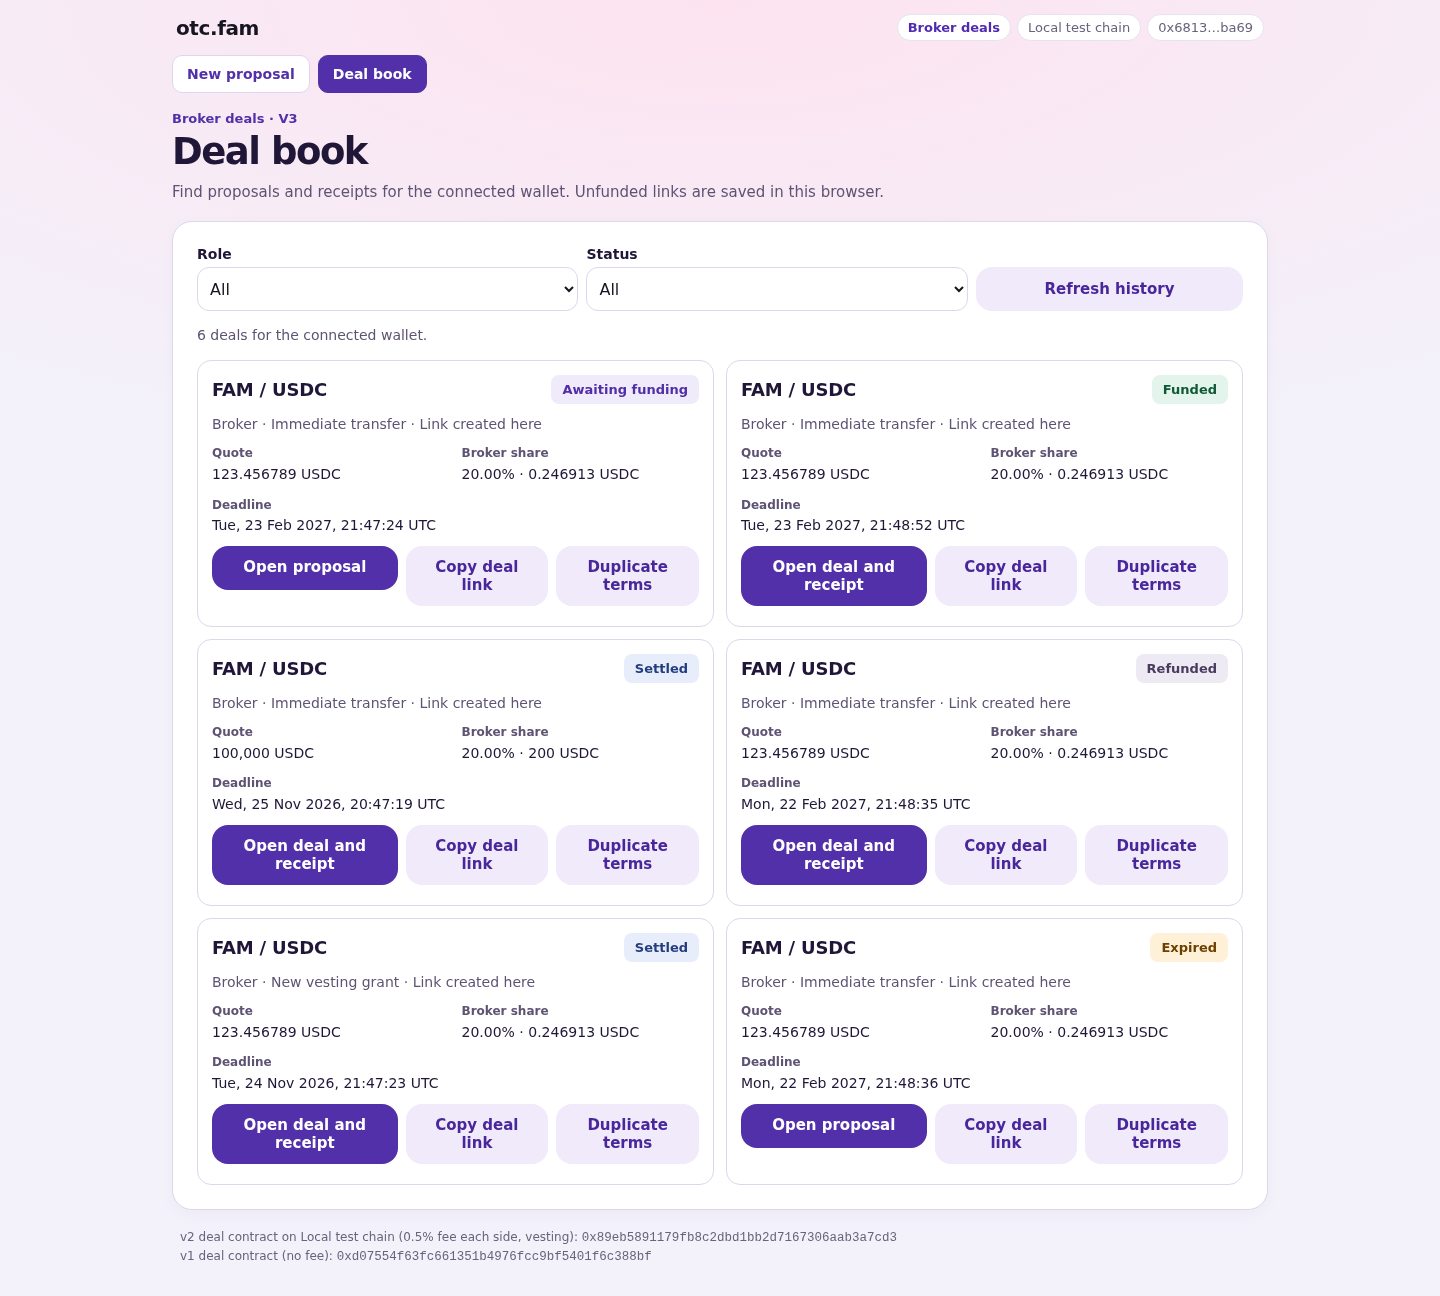 otc.fam
Broker deals
Local test chain
0x6813…ba69
New proposal
Deal book
Broker deals · V3
Deal book
Find proposals and receipts for the connected wallet. Unfunded links are saved in this browser.
Role
Status
All
All
Refresh history
6 deals for the connected wallet.
FAM / USDC
Awaiting funding
Broker · Immediate transfer · Link created here
Quote
Broker share
123.456789 USDC
20.00% · 0.246913 USDC
Deadline
Tue, 23 Feb 2027, 21:47:24 UTC
Open proposal
Copy deal
link
Duplicate
terms
FAM / USDC
Funded
Broker · Immediate transfer · Link created here
Quote
Broker share
123.456789 USDC
20.00% · 0.246913 USDC
Deadline
Tue, 23 Feb 2027, 21:48:52 UTC
Open deal and
receipt
Copy deal
link
Duplicate
terms
FAM / USDC
Settled
Broker · Immediate transfer · Link created here
Quote
Broker share
100,000 USDC
20.00% · 200 USDC
Deadline
Wed, 25 Nov 2026, 20:47:19 UTC
Open deal and
receipt
Copy deal
link
Duplicate
terms
FAM / USDC
Refunded
Broker · Immediate transfer · Link created here
Quote
Broker share
123.456789 USDC
20.00% · 0.246913 USDC
Deadline
Mon, 22 Feb 2027, 21:48:35 UTC
Open deal and
receipt
Copy deal
link
Duplicate
terms
FAM / USDC
Settled
Broker · New vesting grant · Link created here
Quote
Broker share
123.456789 USDC
20.00% · 0.246913 USDC
Deadline
Tue, 24 Nov 2026, 21:47:23 UTC
Open deal and
receipt
Copy deal
link
Duplicate
terms
FAM / USDC
Expired
Broker · Immediate transfer · Link created here
Quote
Broker share
123.456789 USDC
20.00% · 0.246913 USDC
Deadline
Mon, 22 Feb 2027, 21:48:36 UTC
Open proposal
Copy deal
link
Duplicate
terms
v2 deal contract on Local test chain (0.5% fee each side, vesting): 0x89eb5891179fb8c2dbd1bb2d7167306aab3a7cd3
v1 deal contract (no fee): 0xd07554f63fc661351b4976fcc9bf5401f6c388bf